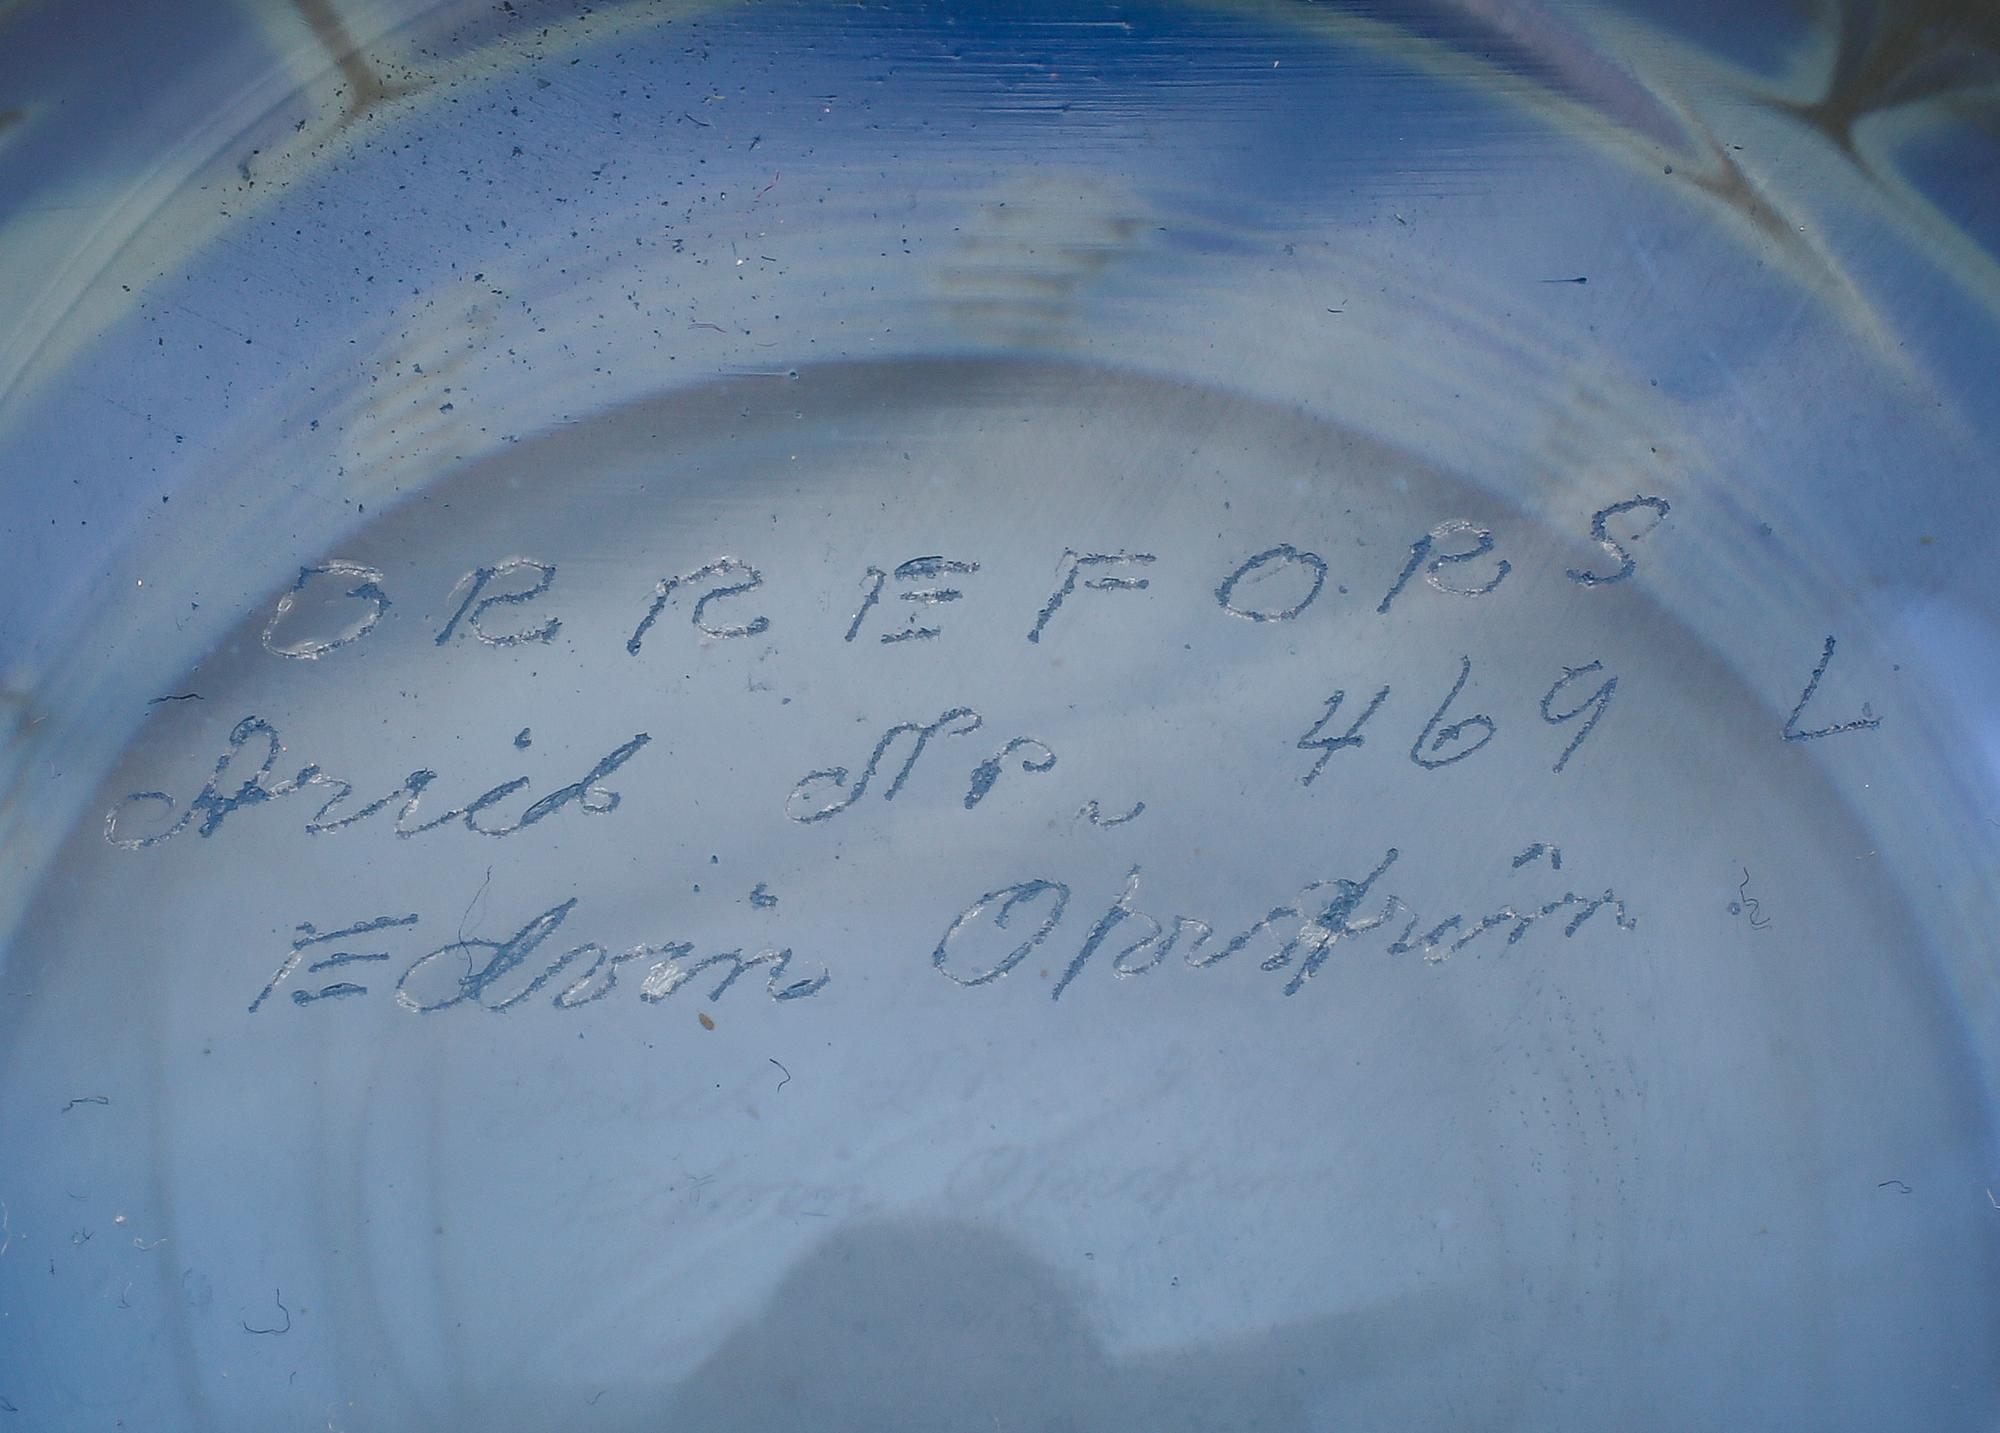 ORREFORS
Ariel Nr 469 L
Edvin Öhrström